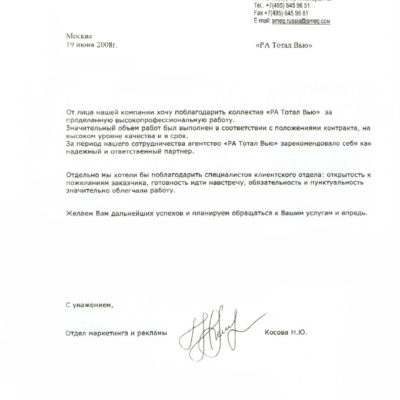 Tel. +7(495) 645 96 51
Fax +7(495) 645 96 61
E-mail: smeg.russia@smeg.com
Москва
19 июня 2008г.
«РА Тотал Вью»
От лица нашей компании хочу поблагодарить коллектив «РА Тотал Вью» за
проделанную высокопрофессиональную работу.
Значительный объем работ был выполнен в соответствии с положениями контракта, на
высоком уровне качества и в срок.
За период нашего сотрудничества агентство «РА Тотал Вью» зарекомендовало себя как
надежный и ответственный партнер.
Отдельно мы хотели бы поблагодарить специалистов клиентского отдела: открытость к
пожеланиям заказчика, готовность идти навстречу, обязательность и пунктуальность
значительно облегчали работу.
Желаем Вам дальнейших успехов и планируем обращаться к Вашим услугам и впредь.
С уважением,
Отдел маркетинга и рекламы
Косова Н.Ю.